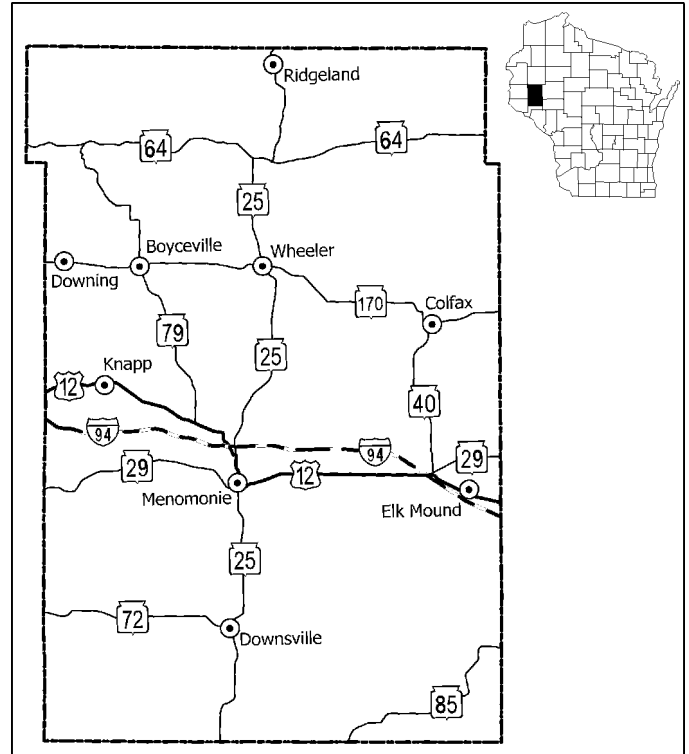 Ridgeland
64
64
25
Boyceville
Wheeler
Downing
170
Colfax
79
25
Knapp
12
40
94
94
29
29
12
Menomonie
Elk Mound
25
72
Downsville
85